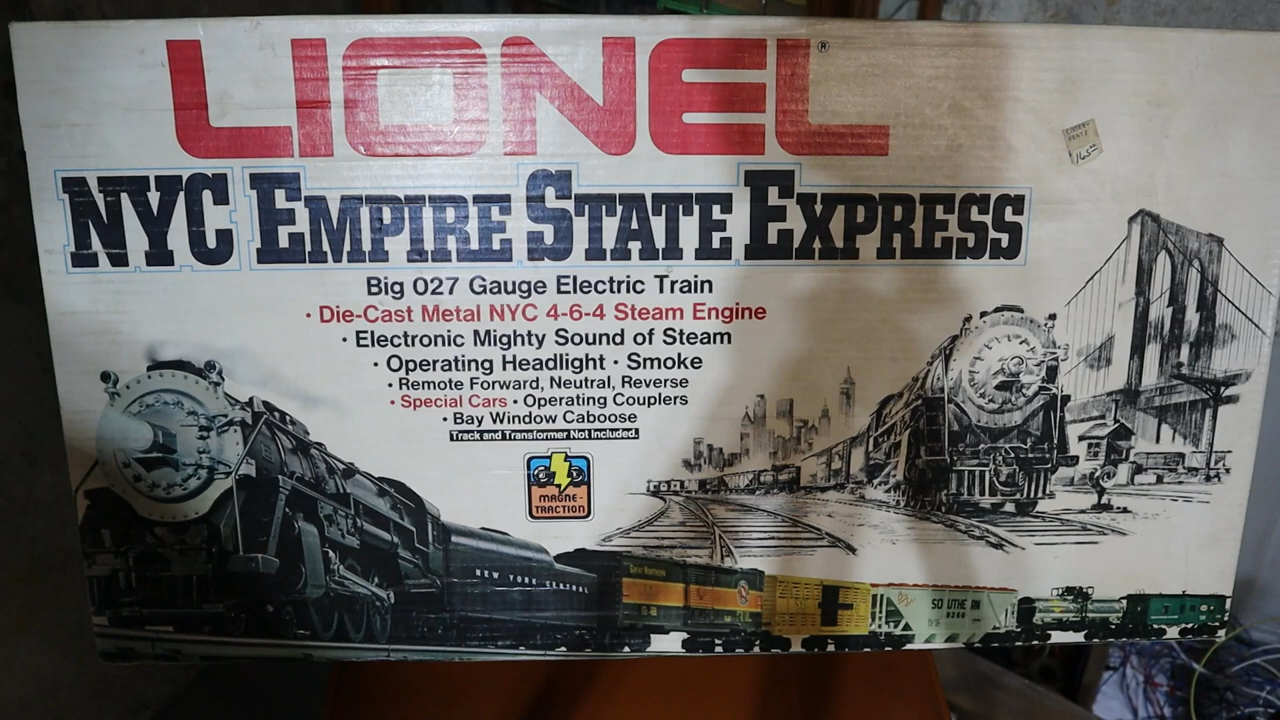 LIONEL®
NYC EMPIRE STATE EXPRESS
Big 027 Gauge Electric Train
• Die-Cast Metal NYC 4-6-4 Steam Engine
• Electronic Mighty Sound of Steam
• Operating Headlight • Smoke
• Remote Forward, Neutral, Reverse
• Special Cars • Operating Couplers
• Bay Window Caboose
Track and Transformer Not Included.
MAGNE-
TRACTION
NEW YORK CENTRAL
GREAT NORTHERN
SOUTHERN